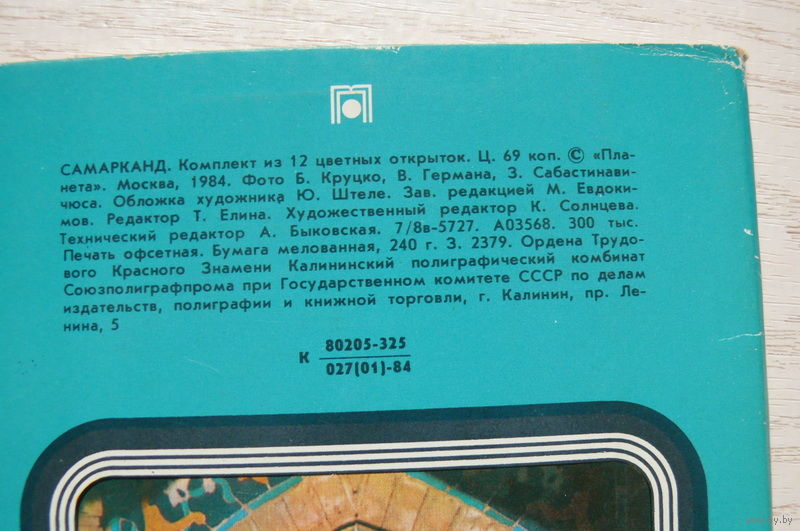 САМАРКАНД. Комплект из 12 цветных открыток. Ц. 69 коп. © «Пла-
нета». Москва, 1984. Фото Б. Круцко, В. Германа, З. Сабастинави-
чюса. Обложка художника Ю. Штеле. Зав. редакцией М. Евдоки-
мов. Редактор Т. Елина. Художественный редактор К. Солнцева.
Технический редактор А. Быковская. 7/8в-5727. А03568. 300 тыс.
Печать офсетная. Бумага мелованная, 240 г. З. 2379. Ордена Трудо-
вого Красного Знамени Калининский полиграфический комбинат
Союзполиграфпрома при Государственном комитете СССР по делам
издательств, полиграфии и книжной торговли, г. Калинин, пр. Ле-
нина, 5
К 80205-325
027(01)-84